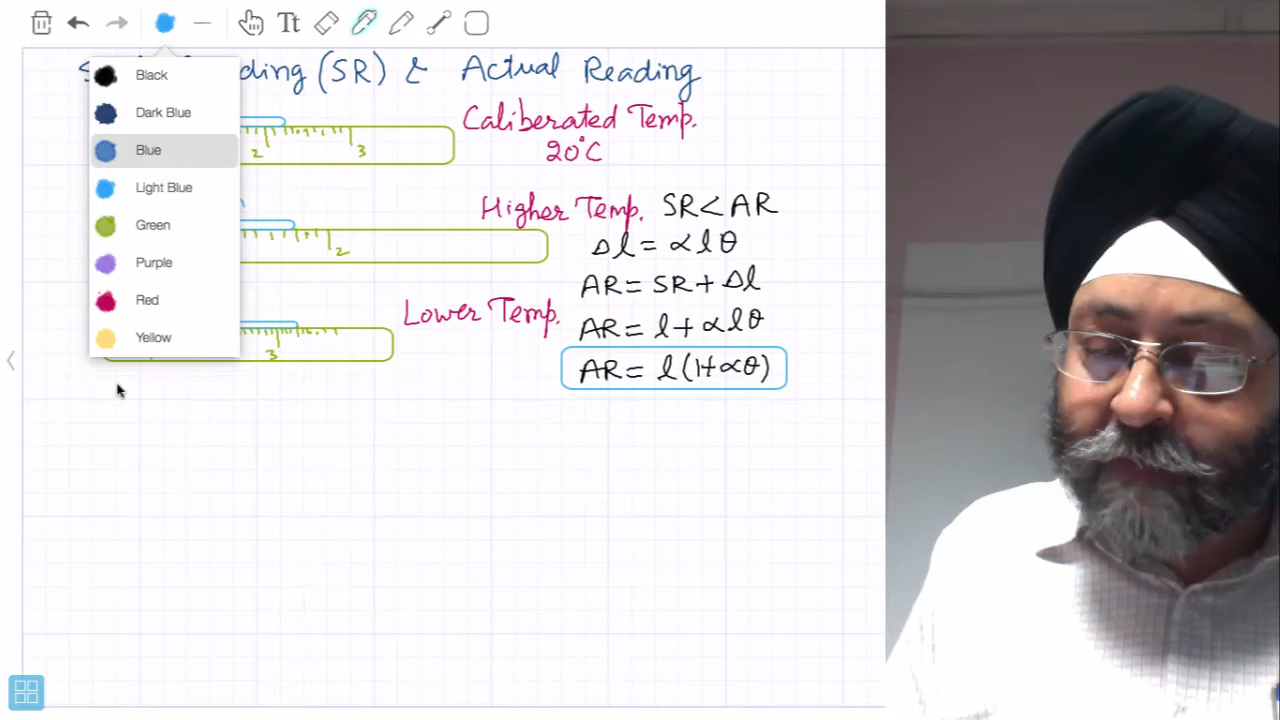 Tt
(SR) & Actual Reading
Black
Dark Blue
Blue
Light Blue
Green
Purple
Red
Yellow
Caliberated Temp.
20°C
2 3
Higher Temp. SR < AR
Δl = αlθ
2
AR = SR + Δl
Lower Temp.
AR = l + αlθ
3
AR = l(1+αθ)